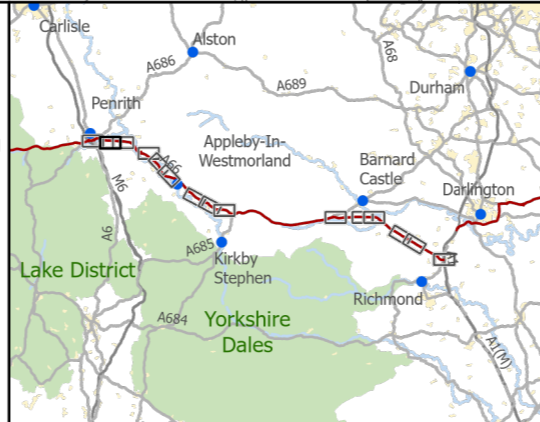 Carlisle
Alston
A68
A686
A689
Durham
Penrith
Appleby-In-
Westmorland
A66
Barnard
Castle
Darlington
M6
A6
A685
Lake District
Kirkby
Stephen
Richmond
A684
Yorkshire
Dales
A1(M)